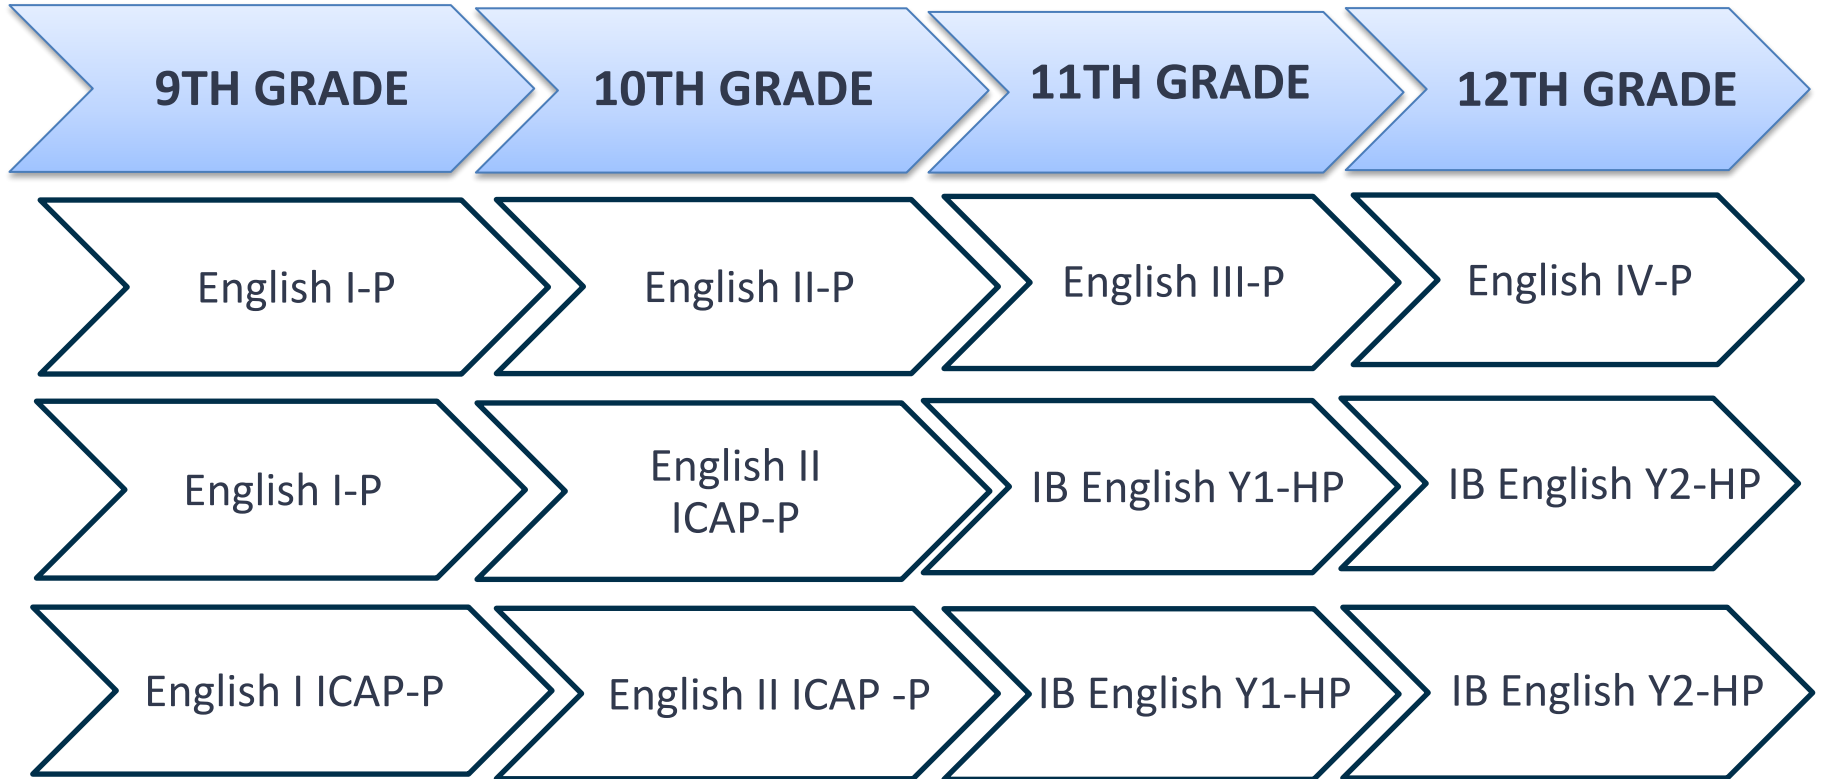 9TH GRADE
10TH GRADE
11TH GRADE
12TH GRADE
English I-P
English II-P
English III-P
English IV-P
English I-P
English II
ICAP-P
IB English Y1-HP
IB English Y2-HP
English I ICAP-P
English II ICAP -P
IB English Y1-HP
IB English Y2-HP